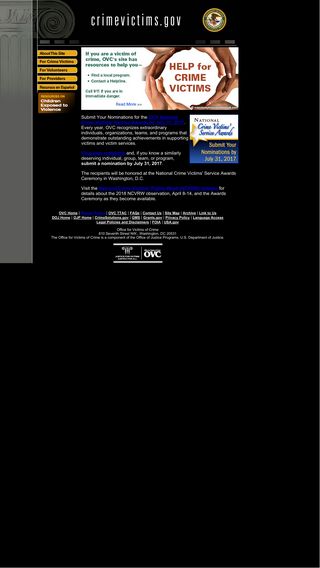 crimevictims.gov
About This Site
For Crime Victims
For Volunteers
For Providers
Recursos en Español
RESOURCES ON
Children
Exposed to
Violence
If you are a victim of
crime, OVC's site has
resources to help you—
• Find a local program.
• Contact a Helpline.
Call 911 if you are in
immediate danger.
Read More >>
HELP for
CRIME
VICTIMS
Submit Your Nominations for the
Every year, OVC recognizes extraordinary
individuals, organizations, teams, and programs that
demonstrate outstanding achievements in supporting
victims and victim services.
and, if you know a similarly
deserving individual, group, team, or program,
submit a nomination by July 31, 2017.
The recipients will be honored at the National Crime Victims' Service Awards
Ceremony in Washington, D.C.
Visit the
details about the 2018 NCVRW observation, April 8-14, and the Awards
Ceremony as they become available.
NATIONAL
Crime Victims'
Service Awards
Submit Your
Nominations by
July 31, 2017
OVC Home | | OVC TTAC | FAQs | Contact Us | Site Map | Archive | Link to Us
DOJ Home | OJP Home | CrimeSolutions.gov | OMB | Grants.gov | Privacy Policy | Language Access
Legal Policies and Disclaimers | FOIA | USA.gov
Office for Victims of Crime
810 Seventh Street NW., Washington, DC 20531
The Office for Victims of Crime is a component of the Office of Justice Programs, U.S. Department of Justice.
JUSTICE FOR VICTIMS
JUSTICE FOR ALL
OVC